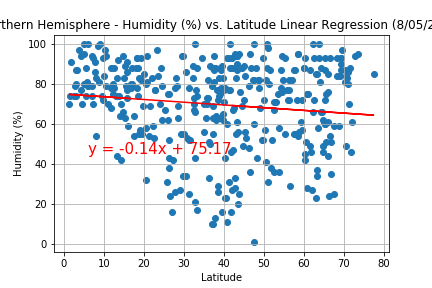 rthern Hemisphere - Humidity (%) vs. Latitude Linear Regression (8/05/2
100
80
60
40
20
0
Humidity (%)
y = -0.14x + 75.17
0 10 20 30 40 50 60 70 80
Latitude